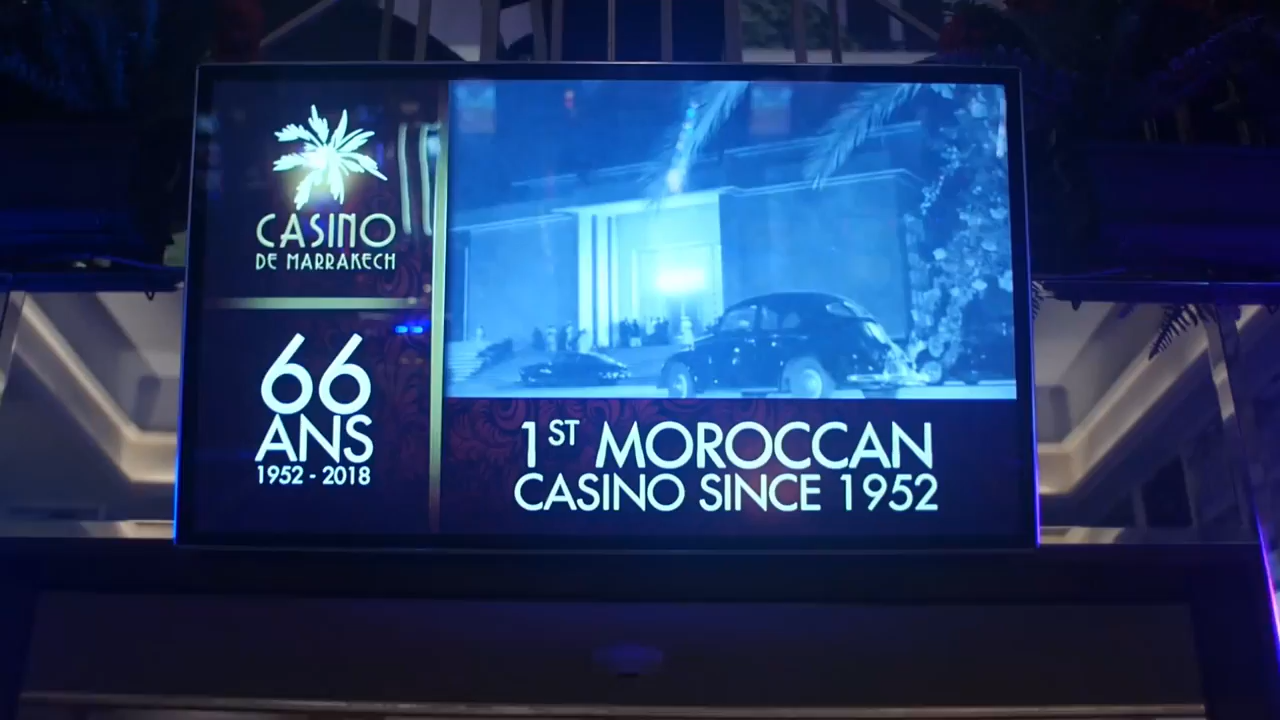 CASINO
DE MARRAKECH
66
ANS
1952 - 2018
1ST MOROCCAN
CASINO SINCE 1952